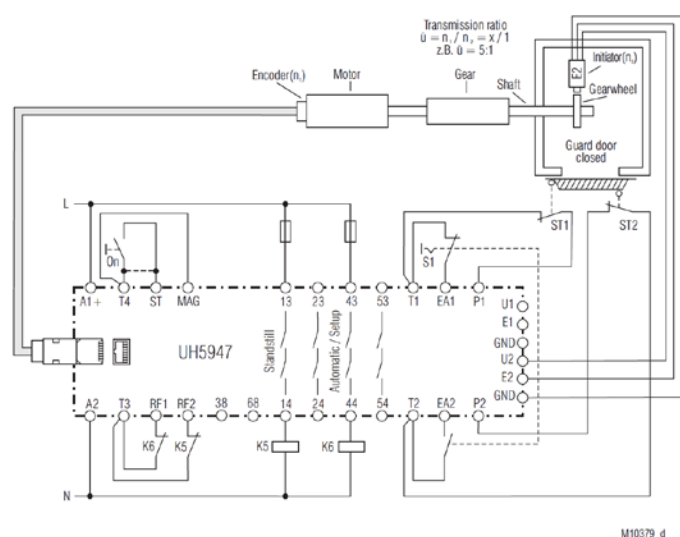 Transmission ratio
ü = n₁ / n₂ = x / 1
z.B. ü = 5:1
E2
Initiator(n₂)
Encoder(n₁)
Motor
Gear
Shaft
Gearwheel
Guard door
closed
L
On
S1
ST1
ST2
A1+
T4
ST
MAG
13
23
43
53
T1
EA1
P1
U1
E1
GND
U2
E2
GND
UH5947
Standstill
Automatic / Setup
A2
T3
RF1
RF2
38
68
14
24
44
54
T2
EA2
P2
K6
K5
K5
K6
N
M10379_d